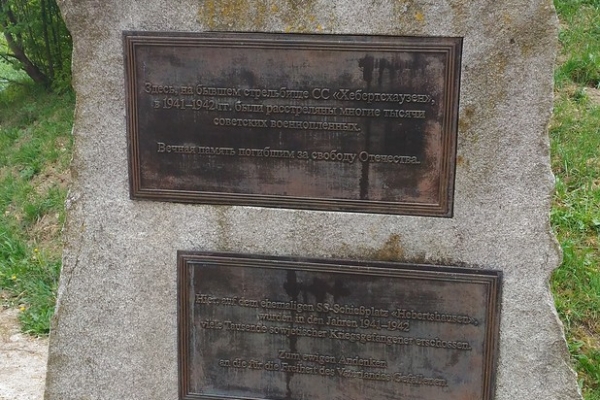 Здесь, на бывшем стрельбище СС «Хебертсхаузен»,
в 1941–1942 гг. были расстреляны многие тысячи
советских военнопленных.
Вечная память погибшим за свободу Отечества.
Hier, auf dem ehemaligen SS-Schießplatz «Hebertshausen»,
wurden in den Jahren 1941–1942
viele Tausende sowjetischer Kriegsgefangener erschossen.
Zum ewigen Andenken
an die für die Freiheit des Vaterlandes Gefallenen